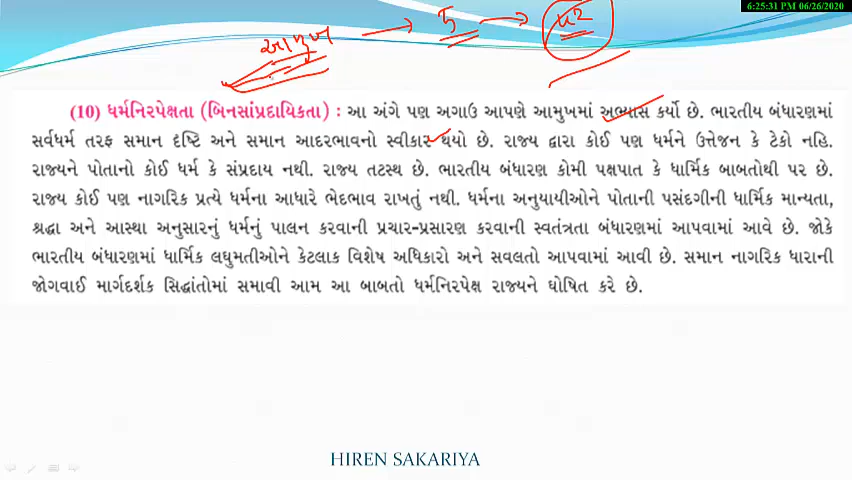 6:25:31 PM 06/26/2020
આમુખ → 5 → 42
(10) ધર્મનિરપેક્ષતા (બિનસાંપ્રદાયિકતા) : આ અંગે પણ અગાઉ આપણે આમુખમાં અભ્યાસ કર્યો છે. ભારતીય બંધારણમાં
સર્વધર્મ તરફ સમાન દૃષ્ટિ અને સમાન આદરભાવનો સ્વીકાર થયો છે. રાજ્ય દ્વારા કોઈ પણ ધર્મને ઉત્તેજન કે ટેકો નહિ.
રાજ્યને પોતાનો કોઈ ધર્મ કે સંપ્રદાય નથી. રાજ્ય તટસ્થ છે. ભારતીય બંધારણ કોમી પક્ષપાત કે ધાર્મિક બાબતોથી પર છે.
રાજ્ય કોઈ પણ નાગરિક પ્રત્યે ધર્મના આધારે ભેદભાવ રાખતું નથી. ધર્મના અનુયાયીઓને પોતાની પસંદગીની ધાર્મિક માન્યતા,
શ્રદ્ધા અને આસ્થા અનુસારનું ધર્મનું પાલન કરવાની પ્રચાર-પ્રસારણ કરવાની સ્વતંત્રતા બંધારણમાં આપવામાં આવે છે. જોકે
ભારતીય બંધારણમાં ધાર્મિક લઘુમતીઓને કેટલાક વિશેષ અધિકારો અને સવલતો આપવામાં આવી છે. સમાન નાગરિક ધારાની
જોગવાઈ માર્ગદર્શક સિદ્ધાંતોમાં સમાવી આમ આ બાબતો ધર્મનિરપેક્ષ રાજ્યને ઘોષિત કરે છે.
HIREN SAKARIYA